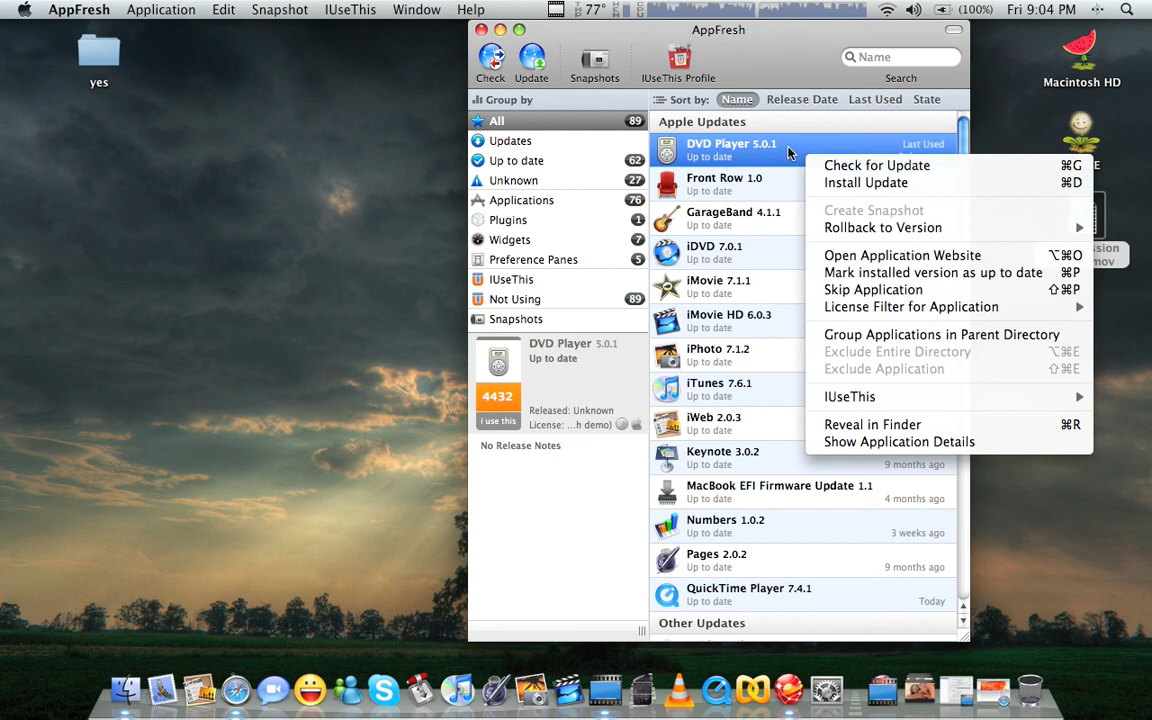 AppFresh Application Edit Snapshot IUseThis Window Help 77° (100%) Fri 9:04 PM
yes
Macintosh HD
AppFresh
Check Update Snapshots IUseThis Profile
Name
Search
Group by
All 89
Updates
Up to date 62
Unknown 27
Applications 76
Plugins 1
Widgets 7
Preference Panes 3
IUseThis
Not Using 89
Snapshots
DVD Player 5.0.1
Up to date
4432
I use this
Released: Unknown
License: ...h demo)
No Release Notes
Sort by: Name Release Date Last Used State
Apple Updates
DVD Player 5.0.1 Last Used
Up to date
Front Row 1.0
Up to date
GarageBand 4.1.1
Up to date
iDVD 7.0.1
Up to date
iMovie 7.1.1
Up to date
iMovie HD 6.0.3
Up to date
iPhoto 7.1.2
Up to date
iTunes 7.6.1
Up to date
iWeb 2.0.3
Up to date
Keynote 3.0.2
Up to date 9 months ago
MacBook EFI Firmware Update 1.1
Up to date 4 months ago
Numbers 1.0.2
Up to date 3 weeks ago
Pages 2.0.2
Up to date 9 months ago
QuickTime Player 7.4.1
Up to date Today
Other Updates
Check for Update ⌘G
Install Update ⌘D
Create Snapshot
Rollback to Version
Open Application Website ⌥⌘O
Mark installed version as up to date ⌘P
Skip Application ⇧⌘P
License Filter for Application
Group Applications in Parent Directory
Exclude Entire Directory ⌥⌘E
Exclude Application ⇧⌘E
IUseThis
Reveal in Finder ⌘R
Show Application Details
ssion
mov